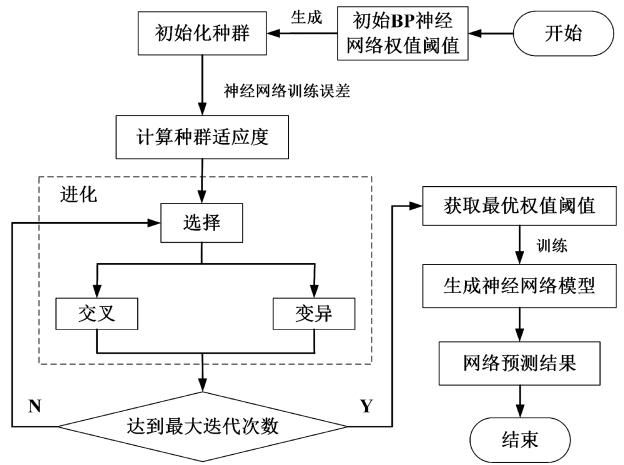 开始
初始BP神经
网络权值阈值
生成
初始化种群
神经网络训练误差
计算种群适应度
进化
选择
交叉
变异
达到最大迭代次数
N
Y
获取最优权值阈值
训练
生成神经网络模型
网络预测结果
结束